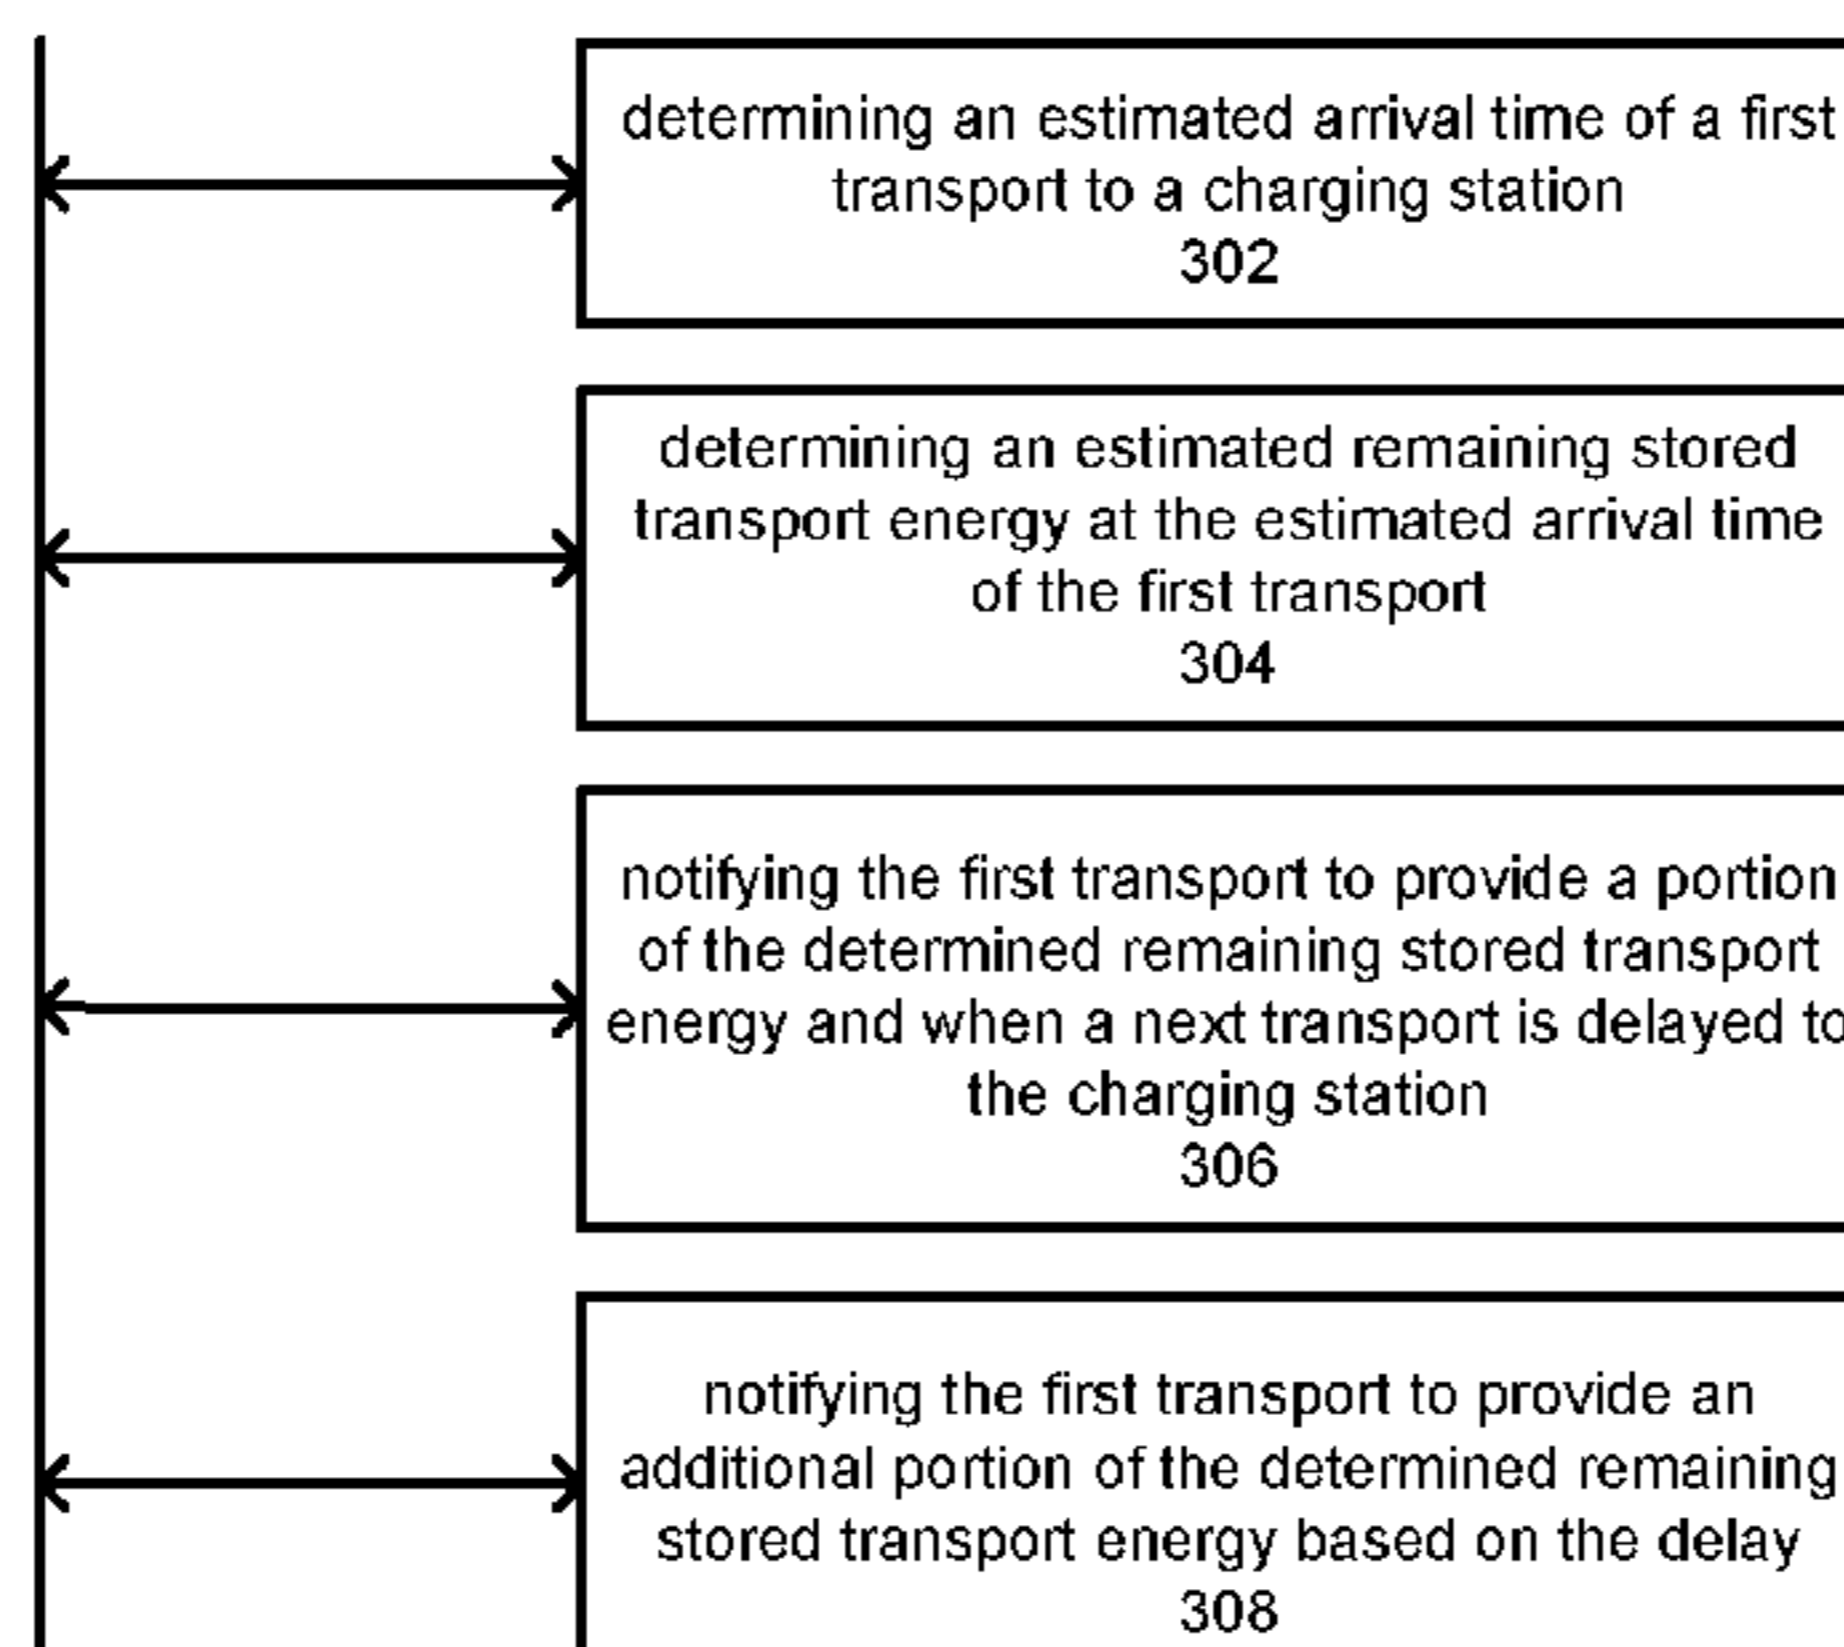 determining an estimated arrival time of a first
transport to a charging station
302
determining an estimated remaining stored
transport energy at the estimated arrival time
of the first transport
304
notifying the first transport to provide a portion
of the determined remaining stored transport
energy and when a next transport is delayed to
the charging station
306
notifying the first transport to provide an
additional portion of the determined remaining
stored transport energy based on the delay
308